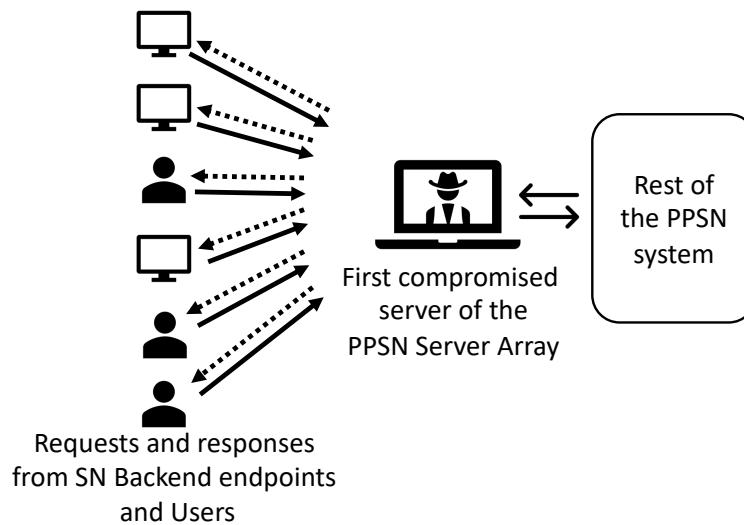 Rest of
the PPSN
system
First compromised
server of the
PPSN Server Array
Requests and responses
from SN Backend endpoints
and Users